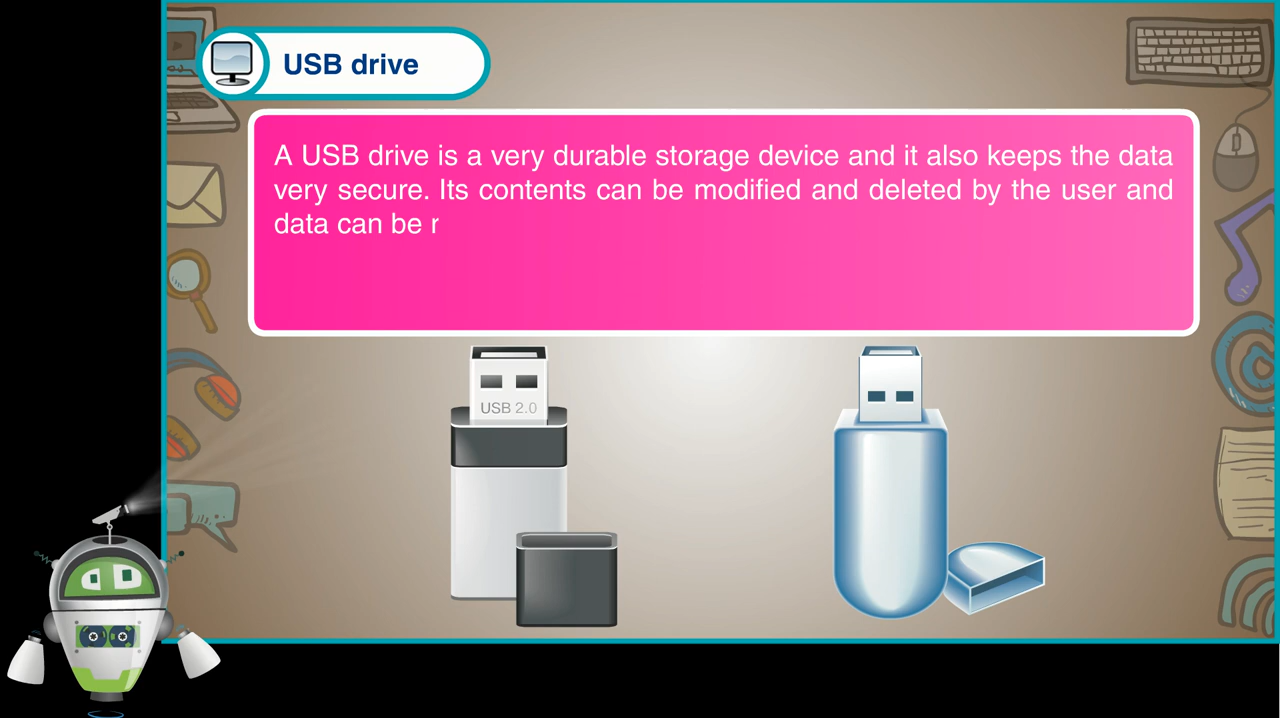 USB drive
A USB drive is a very durable storage device and it also keeps the data
very secure. Its contents can be modified and deleted by the user and
data can be r
USB 2.0